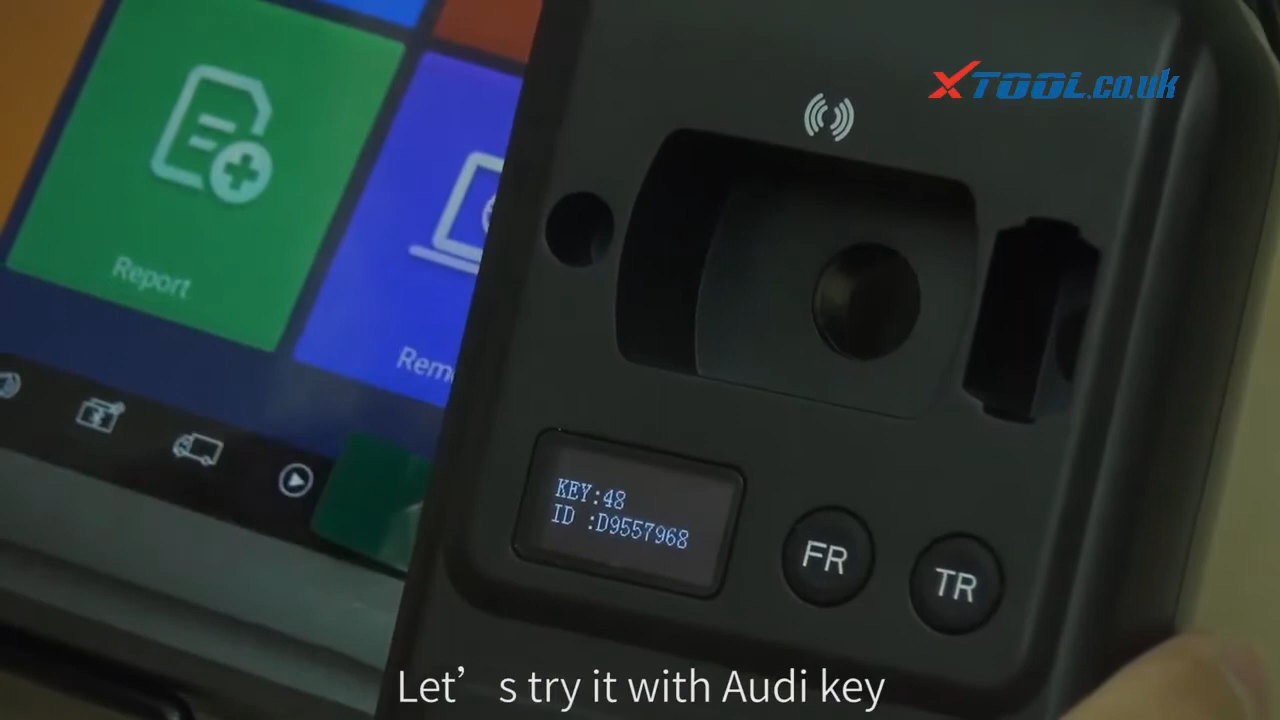 XTOOL.co.uk
Report
Rem
KEY:48
ID :D9557968
FR
TR
Let’s try it with Audi key